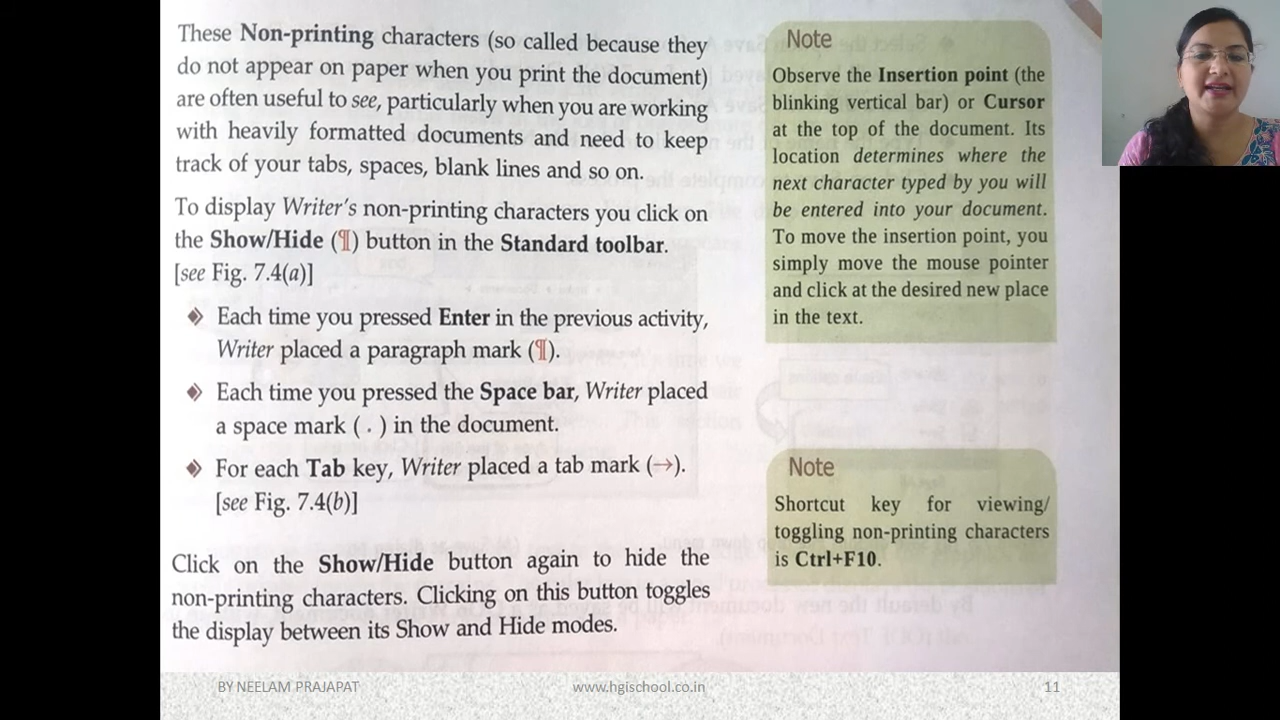 These Non-printing characters (so called because they
do not appear on paper when you print the document)
are often useful to see, particularly when you are working
with heavily formatted documents and need to keep
track of your tabs, spaces, blank lines and so on.
To display Writer's non-printing characters you click on
the Show/Hide (¶) button in the Standard toolbar.
[see Fig. 7.4(a)]
Each time you pressed Enter in the previous activity,
Writer placed a paragraph mark (¶).
Each time you pressed the Space bar, Writer placed
a space mark ( . ) in the document.
For each Tab key, Writer placed a tab mark (→).
[see Fig. 7.4(b)]
Click on the Show/Hide button again to hide the
non-printing characters. Clicking on this button toggles
the display between its Show and Hide modes.
Note
Observe the Insertion point (the
blinking vertical bar) or Cursor
at the top of the document. Its
location determines where the
next character typed by you will
be entered into your document.
To move the insertion point, you
simply move the mouse pointer
and click at the desired new place
in the text.
Note
Shortcut key for viewing/
toggling non-printing characters
is Ctrl+F10.
BY NEELAM PRAJAPAT
www.hgischool.co.in
11